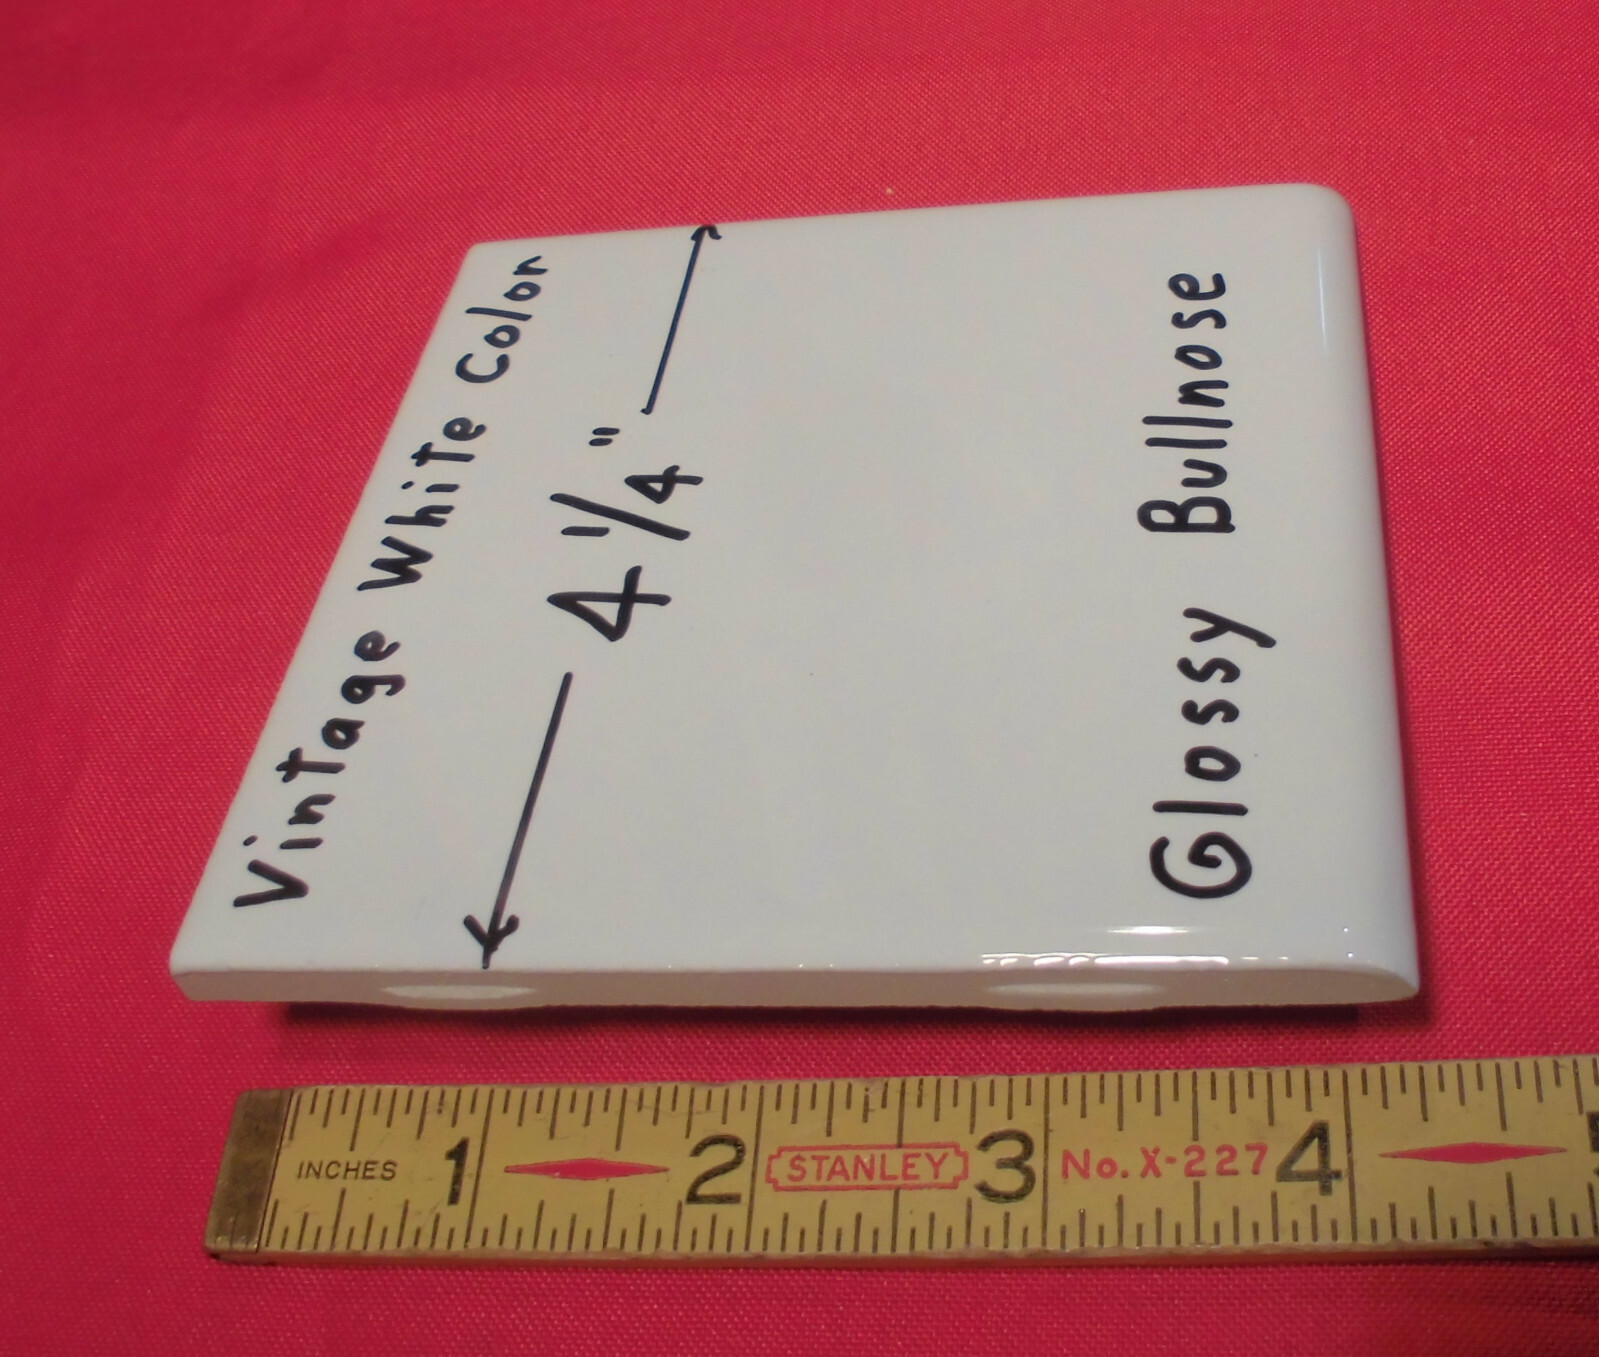 Vintage White Color
4 1/4"
Glossy Bullnose
INCHES 1 2 STANLEY 3 No. X-227 4